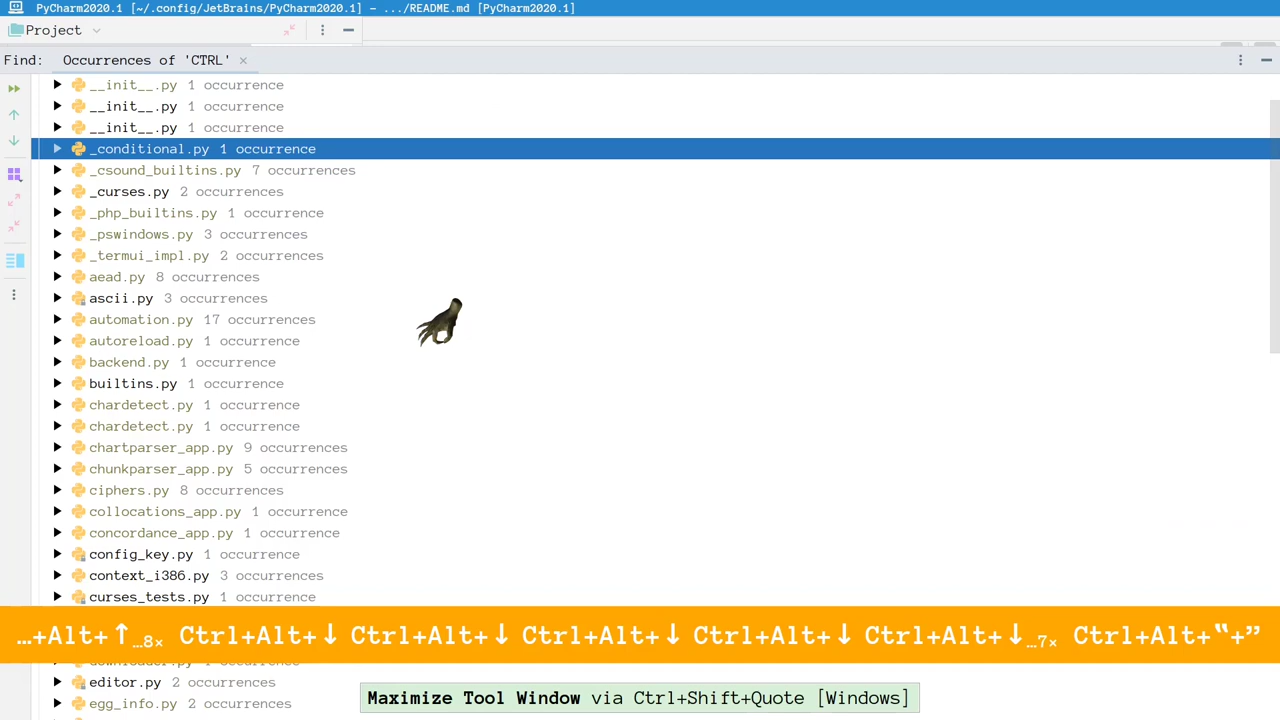 PyCharm2020.1 [~/.config/JetBrains/PyCharm2020.1] – .../README.md [PyCharm2020.1]
Project
Find: Occurrences of 'CTRL' ×
__init__.py 1 occurrence
__init__.py 1 occurrence
__init__.py 1 occurrence
_conditional.py 1 occurrence
_csound_builtins.py 7 occurrences
_curses.py 2 occurrences
_php_builtins.py 1 occurrence
_pswindows.py 3 occurrences
_termui_impl.py 2 occurrences
aead.py 8 occurrences
ascii.py 3 occurrences
automation.py 17 occurrences
autoreload.py 1 occurrence
backend.py 1 occurrence
builtins.py 1 occurrence
chardetect.py 1 occurrence
chardetect.py 1 occurrence
chartparser_app.py 9 occurrences
chunkparser_app.py 5 occurrences
ciphers.py 8 occurrences
collocations_app.py 1 occurrence
concordance_app.py 1 occurrence
config_key.py 1 occurrence
context_i386.py 3 occurrences
curses_tests.py 1 occurrence
…+Alt+↑…8× Ctrl+Alt+↓ Ctrl+Alt+↓ Ctrl+Alt+↓ Ctrl+Alt+↓ Ctrl+Alt+↓…7× Ctrl+Alt+“+”
editor.py 2 occurrences
Maximize Tool Window via Ctrl+Shift+Quote [Windows]
egg_info.py 2 occurrences